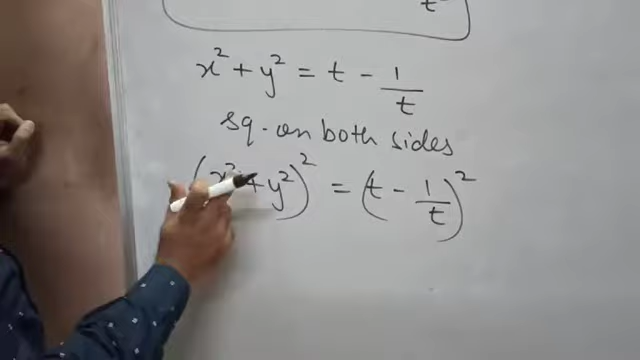 t
x² + y² = t - 1/t
sq. on both sides
(x² + y²)² = (t - 1/t)²